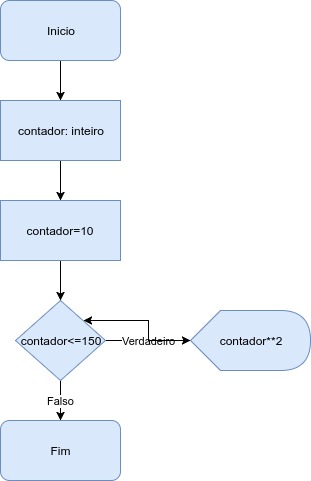 Inicio
contador: inteiro
contador=10
contador<=150
Verdadeiro
contador**2
Falso
Fim